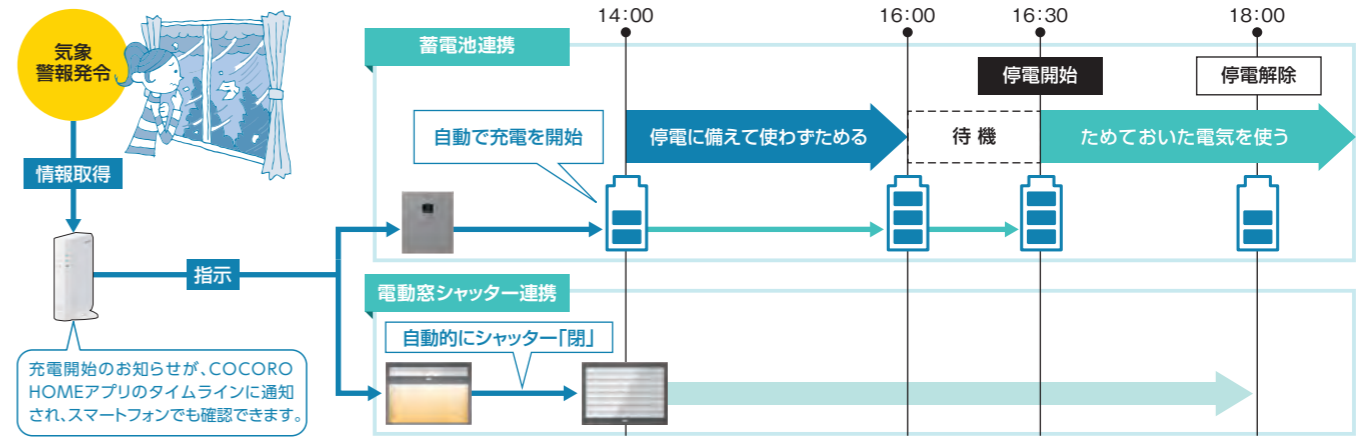 気象
警報発令
情報取得
指示
充電開始のお知らせが、COCORO
HOMEアプリのタイムラインに通知
され、スマートフォンでも確認できます。
14:00
16:00
16:30
18:00
蓄電池連携
停電開始
停電解除
自動で充電を開始
停電に備えて使わずためる
待機
ためておいた電気を使う
電動窓シャッター連携
自動的にシャッター「閉」